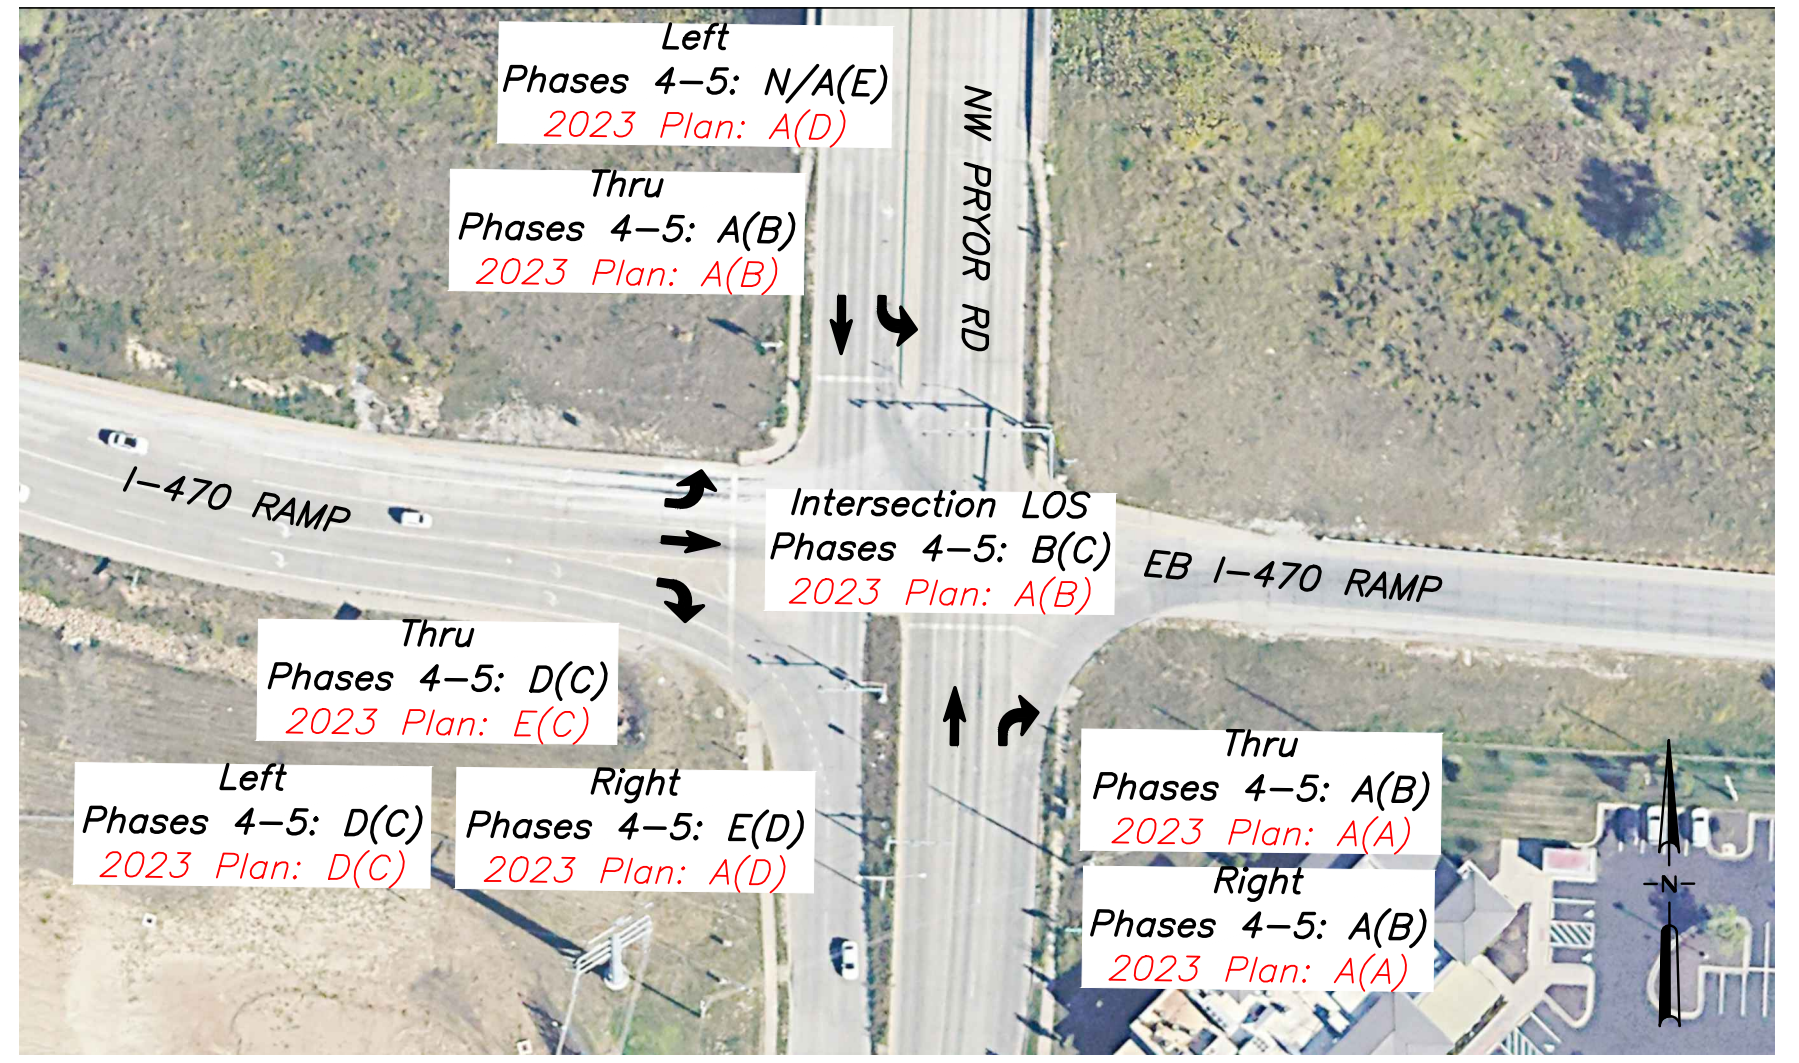 Left
Phases 4-5: N/A(E)
2023 Plan: A(D)
Thru
Phases 4-5: A(B)
2023 Plan: A(B)
NW PRYOR RD
I-470 RAMP
Intersection LOS
Phases 4-5: B(C)
2023 Plan: A(B)
EB I-470 RAMP
Thru
Phases 4-5: D(C)
2023 Plan: E(C)
Left
Phases 4-5: D(C)
2023 Plan: D(C)
Right
Phases 4-5: E(D)
2023 Plan: A(D)
Thru
Phases 4-5: A(B)
2023 Plan: A(A)
Right
Phases 4-5: A(B)
2023 Plan: A(A)
-N-